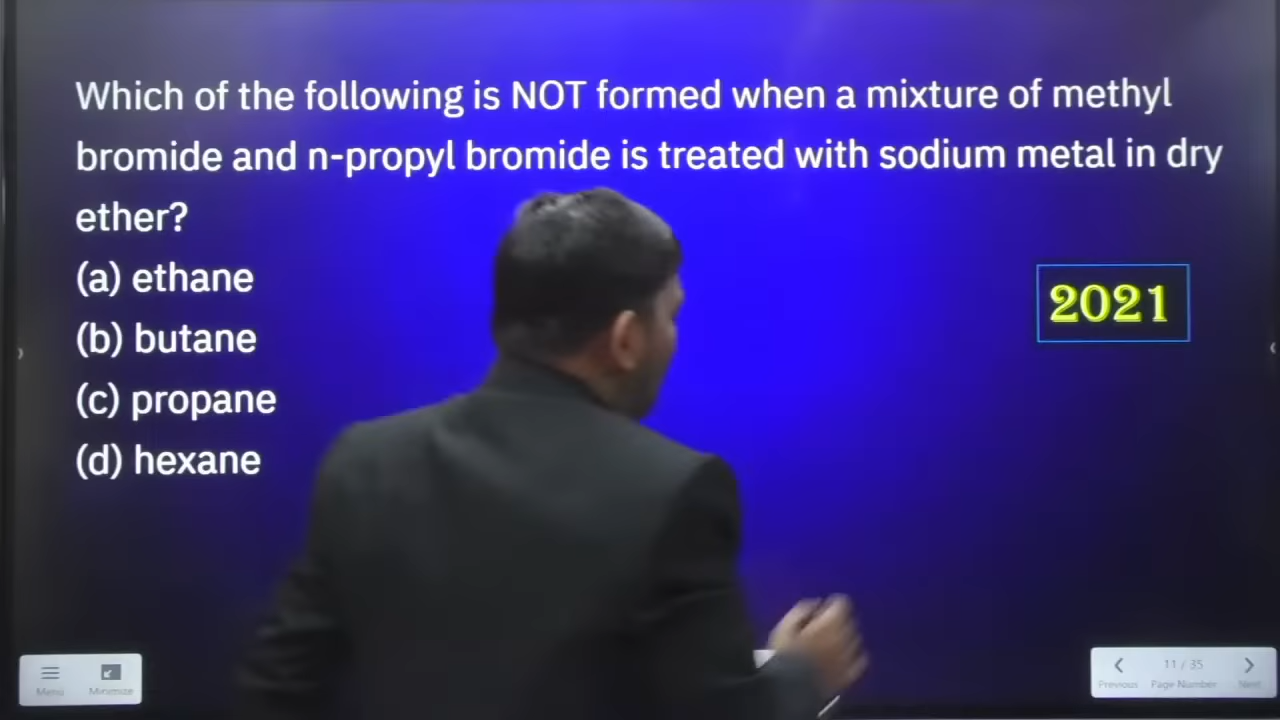 Which of the following is NOT formed when a mixture of methyl
bromide and n-propyl bromide is treated with sodium metal in dry
ether?
(a) ethane
(b) butane
(c) propane
(d) hexane
2021
Menu
Minimize
11 / 35
Previous
Page Number
Next